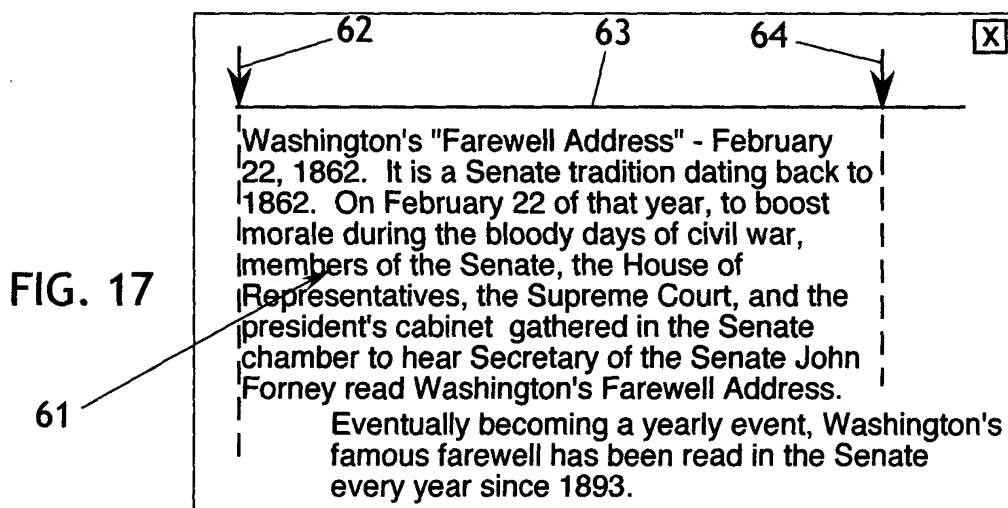 62 63 64 X
Washington's "Farewell Address" - February
22, 1862. It is a Senate tradition dating back to
1862. On February 22 of that year, to boost
morale during the bloody days of civil war,
members of the Senate, the House of
FIG. 17
Representatives, the Supreme Court, and the
president's cabinet gathered in the Senate
chamber to hear Secretary of the Senate John
Forney read Washington's Farewell Address.
61
Eventually becoming a yearly event, Washington's
famous farewell has been read in the Senate
every year since 1893.